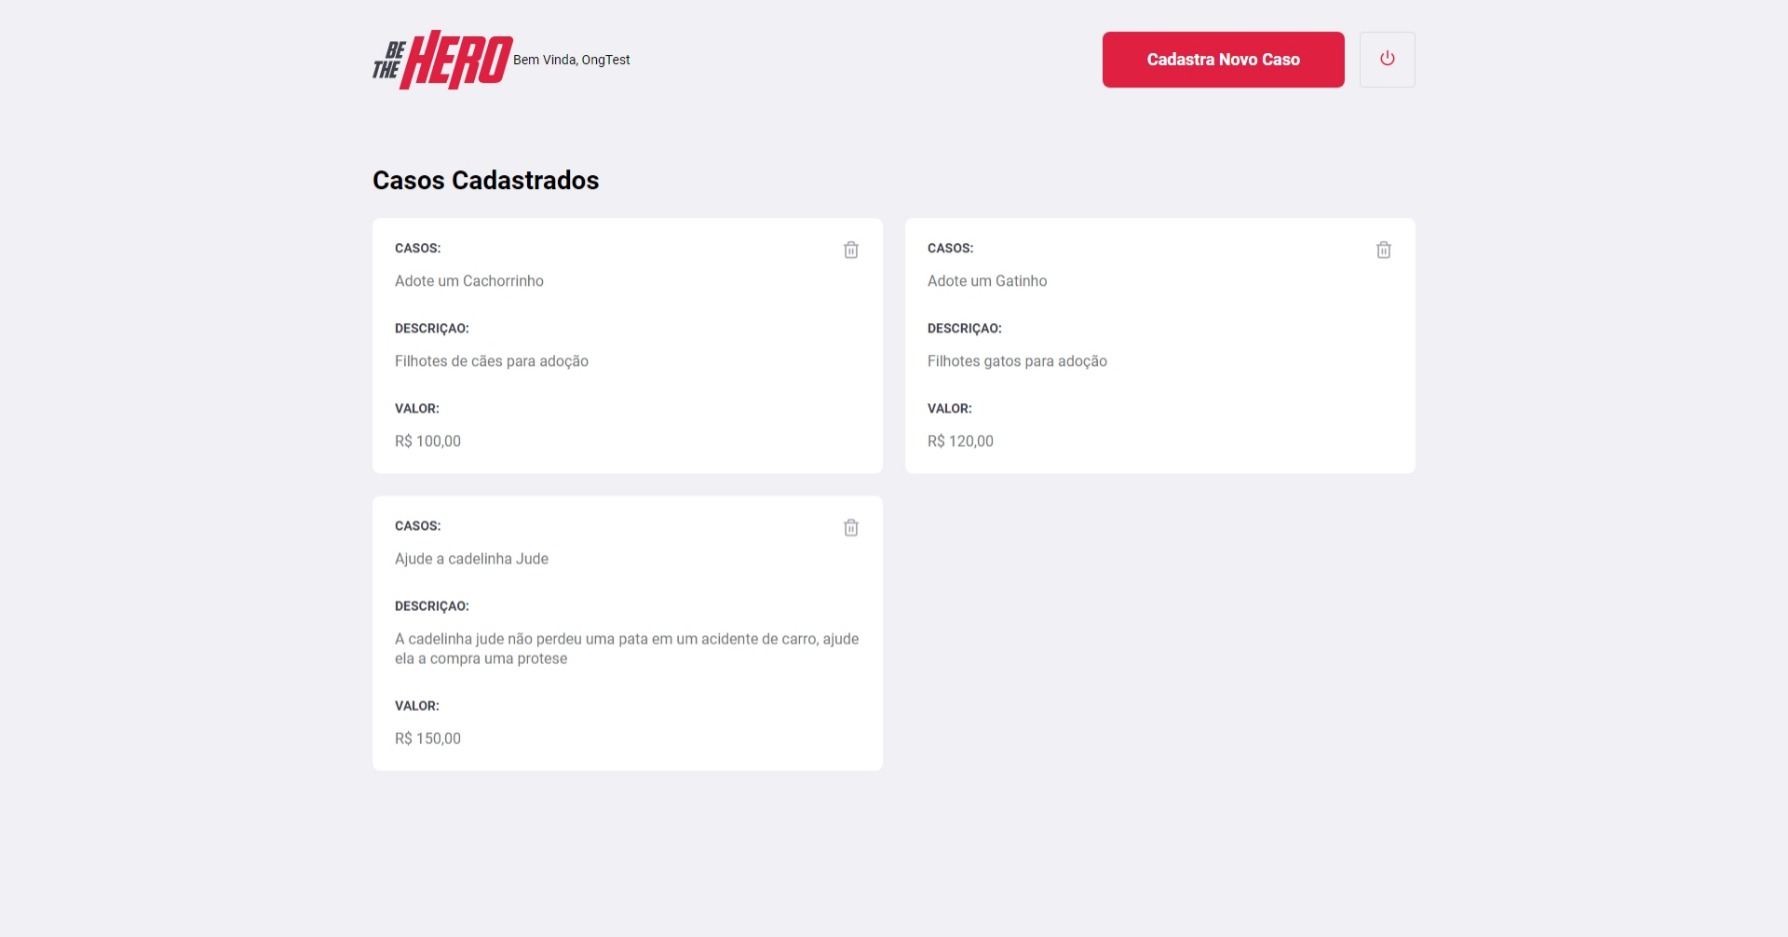 BE
THE HERO
Bem Vinda, OngTest
Cadastra Novo Caso
Casos Cadastrados
CASOS:
Adote um Cachorrinho
DESCRIÇAO:
Filhotes de cães para adoção
VALOR:
R$ 100,00
CASOS:
Adote um Gatinho
DESCRIÇAO:
Filhotes gatos para adoção
VALOR:
R$ 120,00
CASOS:
Ajude a cadelinha Jude
DESCRIÇAO:
A cadelinha jude não perdeu uma pata em um acidente de carro, ajude
ela a compra uma protese
VALOR:
R$ 150,00